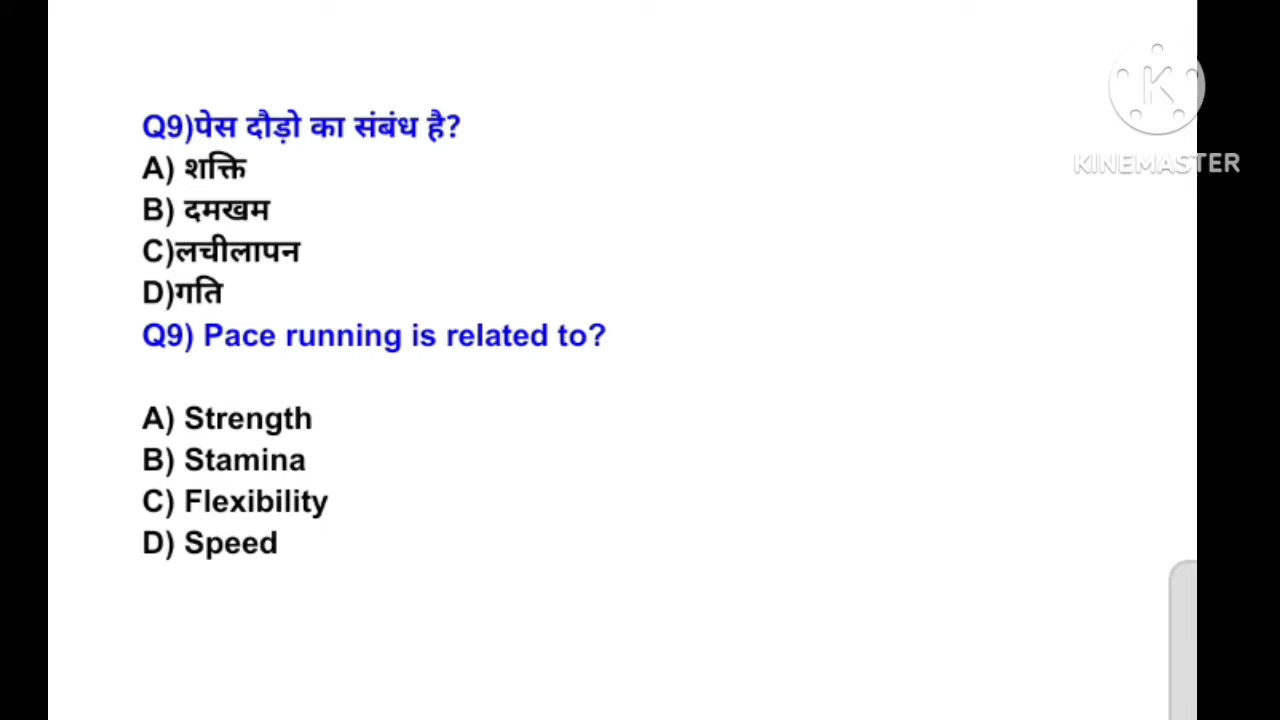 Q9)पेस दौड़ो का संबंध है?
A) शक्ति
B) दमखम
C)लचीलापन
D)गति
Q9) Pace running is related to?
A) Strength
B) Stamina
C) Flexibility
D) Speed
KINEMASTER